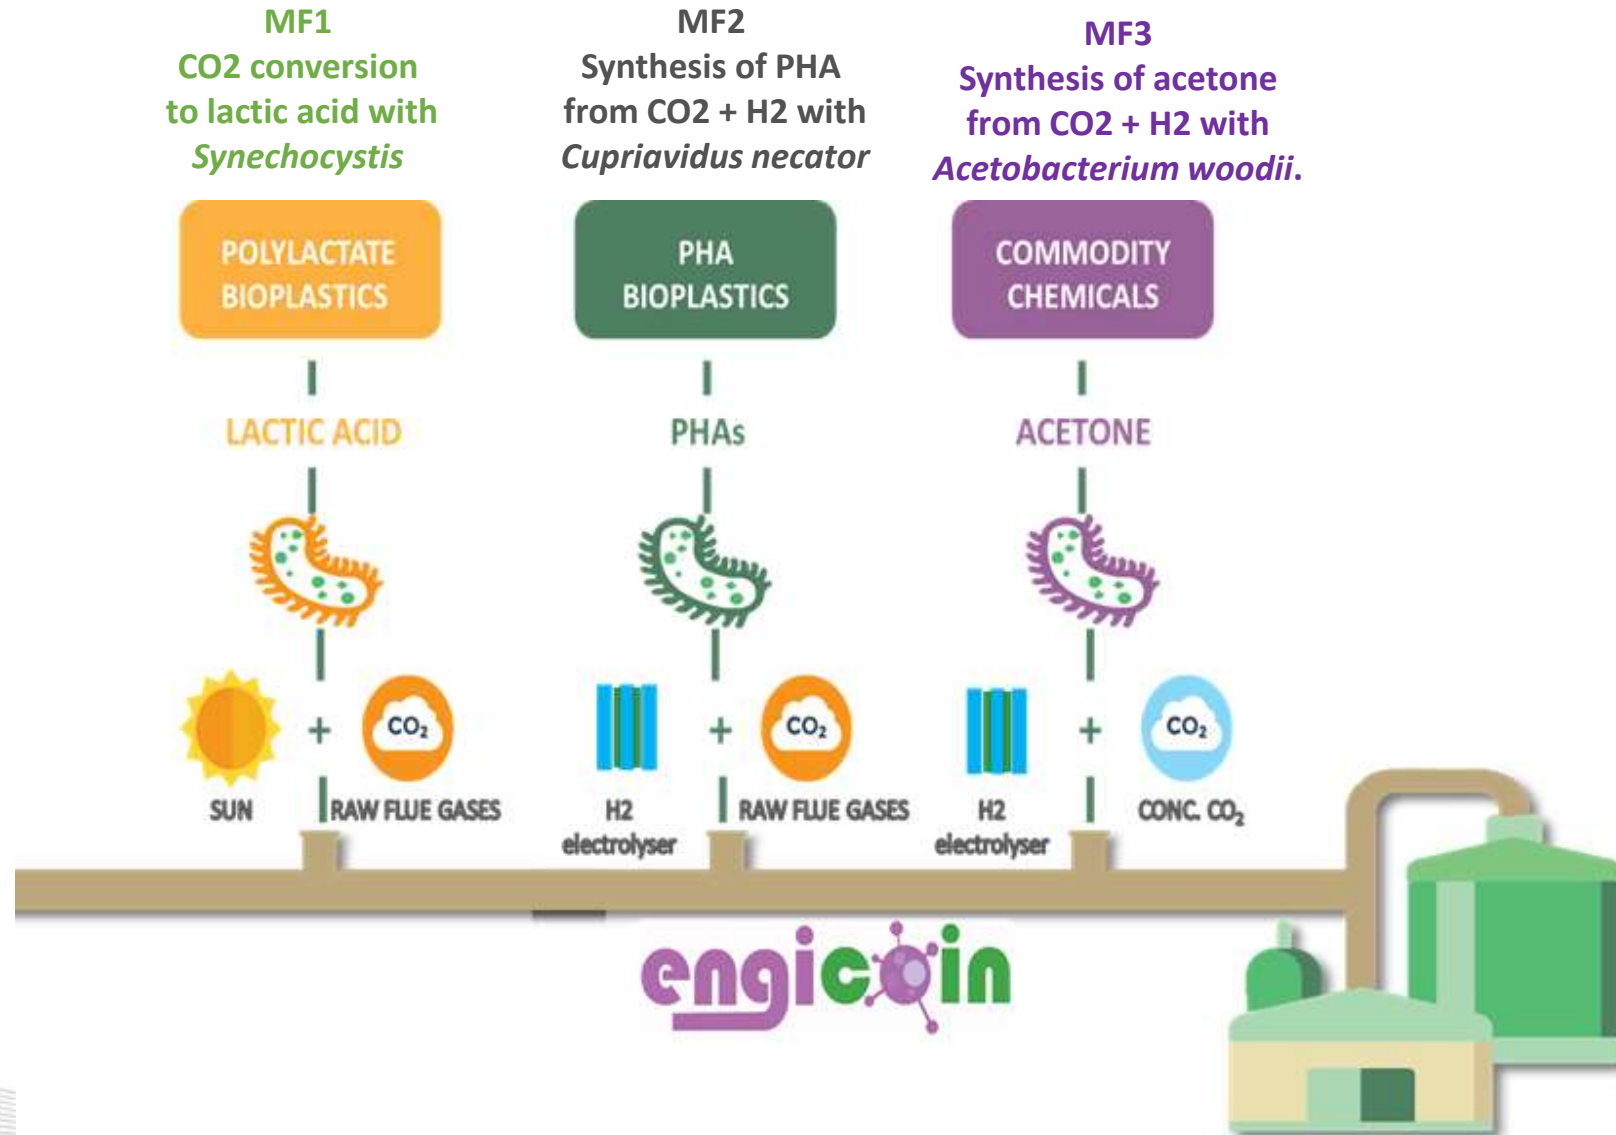 MF1
CO2 conversion
to lactic acid with
Synechocystis
MF2
Synthesis of PHA
from CO2 + H2 with
Cupriavidus necator
MF3
Synthesis of acetone
from CO2 + H2 with
Acetobacterium woodii.
POLYLACTATE
BIOPLASTICS
PHA
BIOPLASTICS
COMMODITY
CHEMICALS
LACTIC ACID
PHAs
ACETONE
+
CO₂
+
CO₂
+
CO₂
SUN
RAW FLUE GASES
H2
electrolyser
RAW FLUE GASES
H2
electrolyser
CONC. CO₂
engicoin